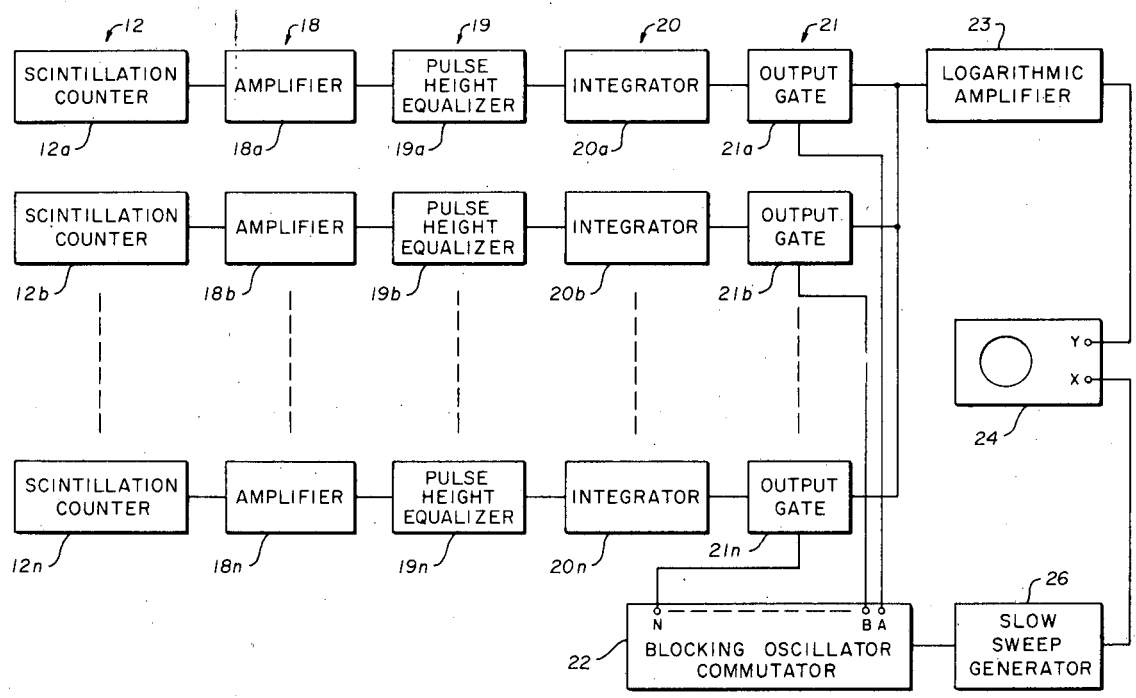 12
18
19
20
21
23
SCINTILLATION
COUNTER
AMPLIFIER
PULSE
HEIGHT
EQUALIZER
INTEGRATOR
OUTPUT
GATE
LOGARITHMIC
AMPLIFIER
12a
18a
19a
20a
21a
SCINTILLATION
COUNTER
AMPLIFIER
PULSE
HEIGHT
EQUALIZER
INTEGRATOR
OUTPUT
GATE
12b
18b
19b
20b
21b
Y
X
24
SCINTILLATION
COUNTER
AMPLIFIER
PULSE
HEIGHT
EQUALIZER
INTEGRATOR
OUTPUT
GATE
12n
18n
19n
20n
21n
N
B
A
BLOCKING OSCILLATOR
COMMUTATOR
22
26
SLOW
SWEEP
GENERATOR